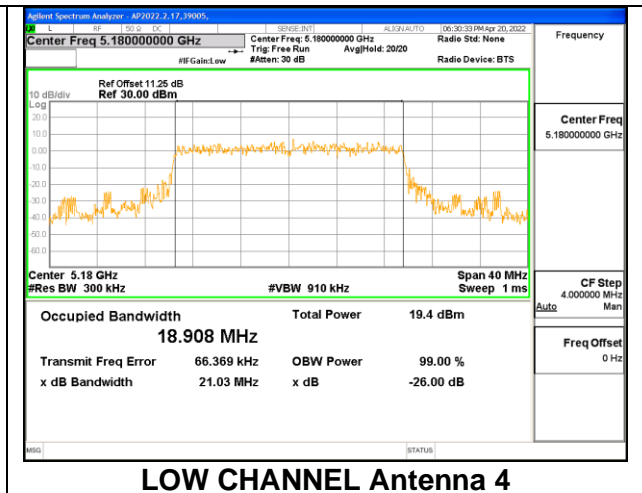 Agilent Spectrum Analyzer - AP2022.2.17,39005,
L RF 50 Ω DC SENSE:INT ALIGN AUTO 06:30:33 PM Apr 20, 2022
Center Freq 5.180000000 GHz Center Freq: 5.180000000 GHz Radio Std: None Frequency
Trig: Free Run Avg|Hold: 20/20
#IFGain:Low #Atten: 30 dB Radio Device: BTS
Ref Offset 11.25 dB
10 dB/div Ref 30.00 dBm
Log
20.0
10.0
0.00
-10.0
-20.0
-30.0
-40.0
-50.0
-60.0
Center Freq
5.180000000 GHz
Center 5.18 GHz Span 40 MHz
#Res BW 300 kHz #VBW 910 kHz Sweep 1 ms
CF Step
4.000000 MHz
Auto Man
Occupied Bandwidth Total Power 19.4 dBm
18.908 MHz
Freq Offset
0 Hz
Transmit Freq Error 66.369 kHz OBW Power 99.00 %
x dB Bandwidth 21.03 MHz x dB -26.00 dB
MSG STATUS
LOW CHANNEL Antenna 4